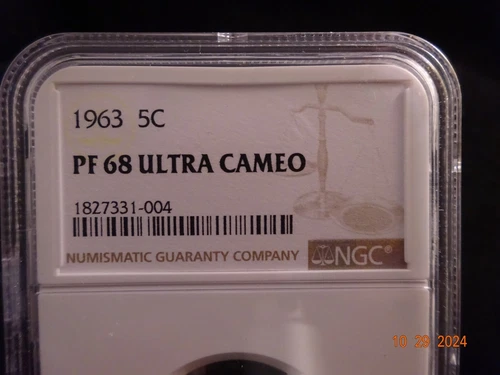 1963 5C
PF 68 ULTRA CAMEO
1827331-004
NUMISMATIC GUARANTY COMPANY
NGC®
10 29 2024